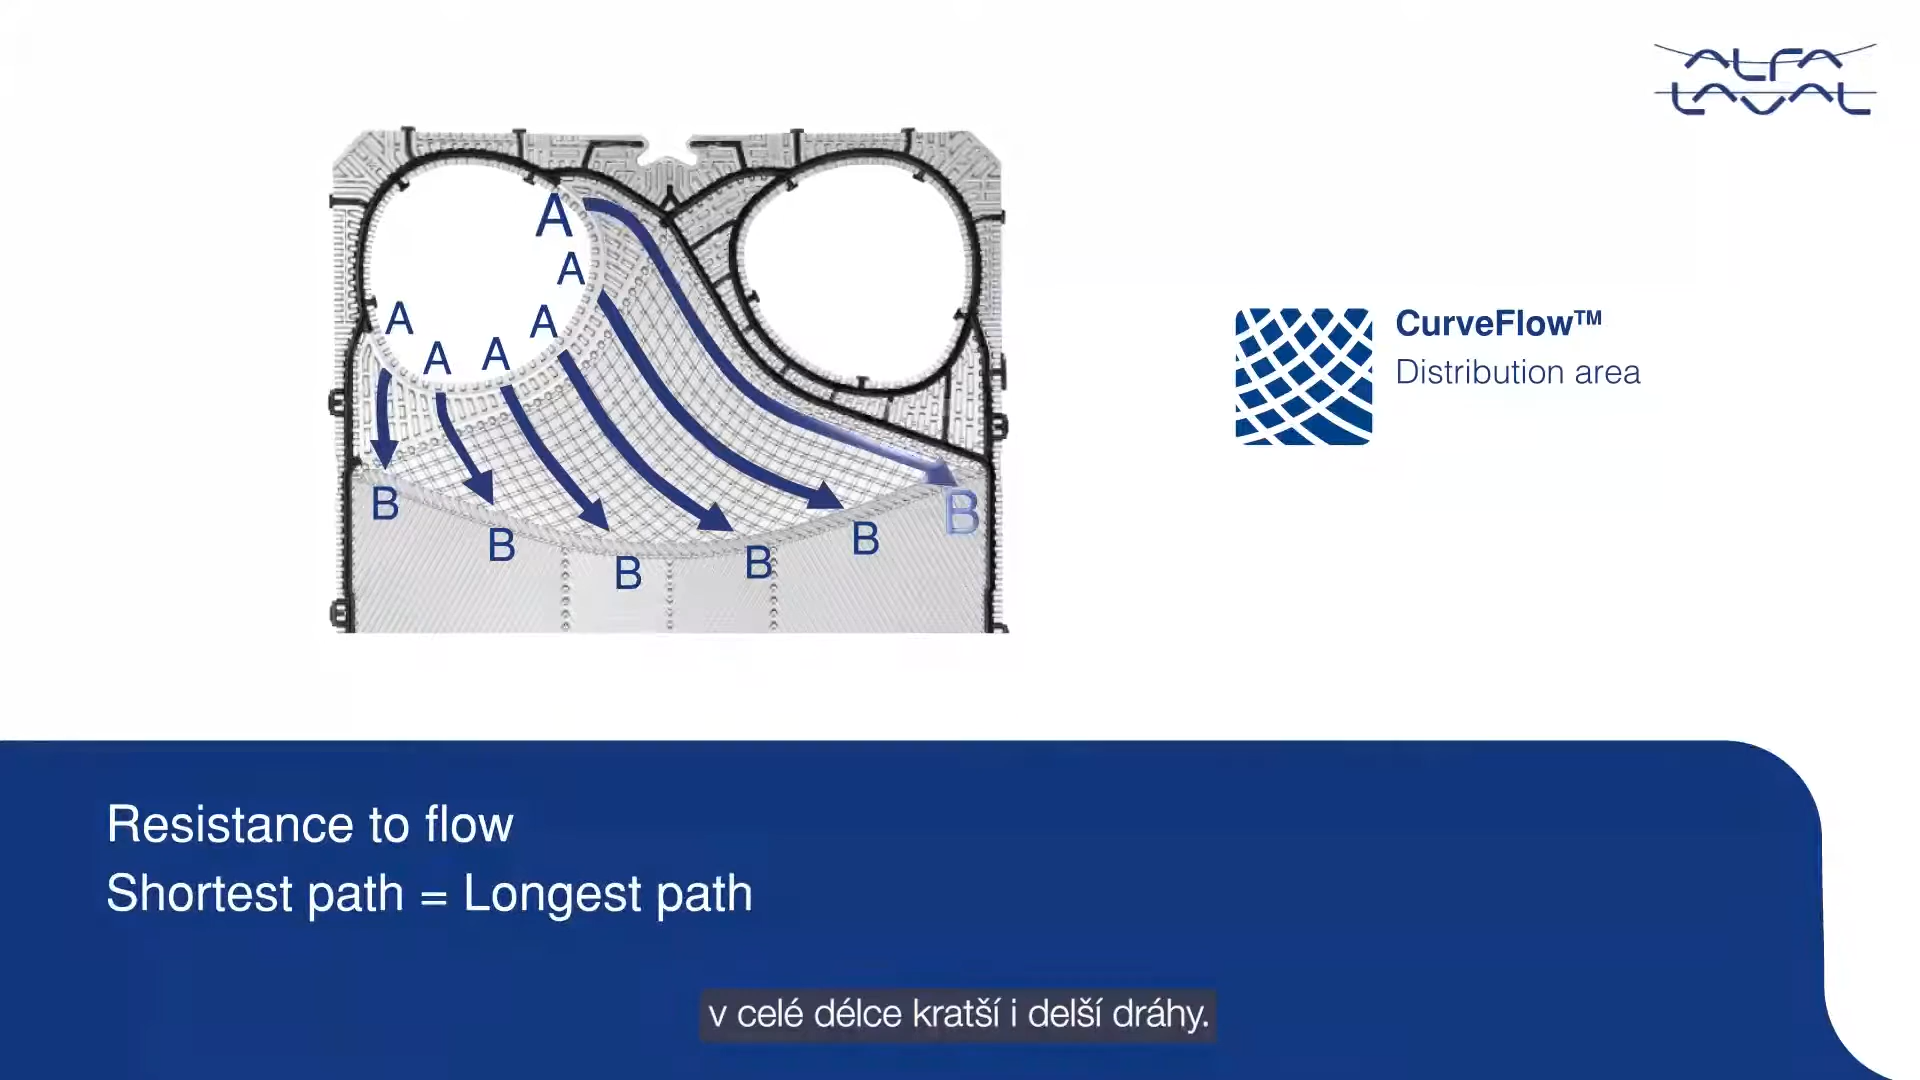 ALFA
LAVAL
A
A
A
A
A
A
B
B
B
B
B
B
CurveFlow™
Distribution area
Resistance to flow
Shortest path = Longest path
v celé délce kratší i delší dráhy.